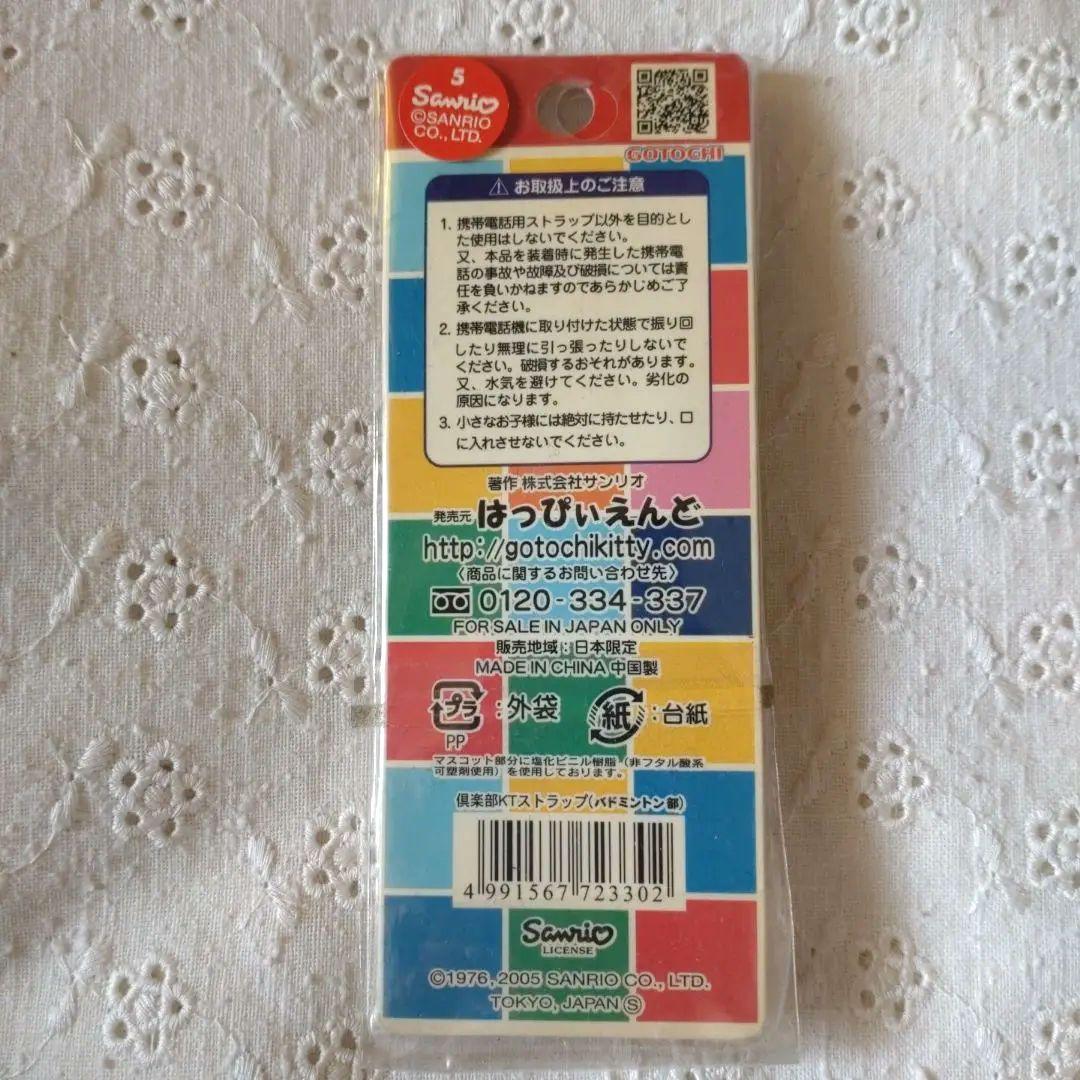 5
Sanrio
©SANRIO
CO., LTD.
GOTOCHI
⚠ お取扱上のご注意
1. 携帯電話用ストラップ以外を目的とし
た使用はしないでください。
又、本品を装着時に発生した携帯電
話の事故や故障及び破損については責
任を負いかねますのであらかじめご了
承ください。
2. 携帯電話機に取り付けた状態で振り回
したり無理に引っ張ったりしないで
ください。破損するおそれがあります。
又、水気を避けてください。劣化の
原因になります。
3. 小さなお子様には絶対に持たせたり、口
に入れさせないでください。
著作 株式会社サンリオ
発売元 はっぴぃえんど
http://gotochikitty.com
〈商品に関するお問い合わせ先〉
0120-334-337
FOR SALE IN JAPAN ONLY
販売地域:日本限定
MADE IN CHINA 中国製
プラ:外袋 紙:台紙
PP
マスコット部分に塩化ビニル樹脂(非フタル酸系
可塑剤使用)を使用しております。
倶楽部KTストラップ(バドミントン部)
4 991567 723302
Sanrio
LICENSE
©1976, 2005 SANRIO CO., LTD.
TOKYO, JAPAN Ⓢ